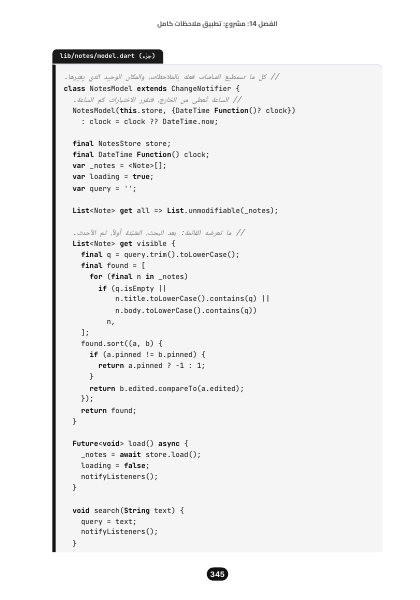 الفصل 14: مشروع: تطبيق ملاحظات كامل
lib/notes/model.dart (جزء)
// كل ما تستطيع الشاشات فعله بالملاحظات، والمكان الوحيد الذي يغيّرها.
class NotesModel extends ChangeNotifier {
// الساعة تُعطى من الخارج، فتقرّر الاختبارات كم الساعة.
NotesModel(this.store, {DateTime Function()? clock})
: clock = clock ?? DateTime.now;
final NotesStore store;
final DateTime Function() clock;
var _notes = <Note>[];
var loading = true;
var query = '';
List<Note> get all => List.unmodifiable(_notes);
// ما تعرضه القائمة: بعد البحث، المثبّتة أولاً، ثم الأحدث.
List<Note> get visible {
final q = query.trim().toLowerCase();
final found = [
for (final n in _notes)
if (q.isEmpty ||
n.title.toLowerCase().contains(q) ||
n.body.toLowerCase().contains(q))
n,
];
found.sort((a, b) {
if (a.pinned != b.pinned) {
return a.pinned ? -1 : 1;
}
return b.edited.compareTo(a.edited);
});
return found;
}
Future<void> load() async {
_notes = await store.load();
loading = false;
notifyListeners();
}
void search(String text) {
query = text;
notifyListeners();
}
345